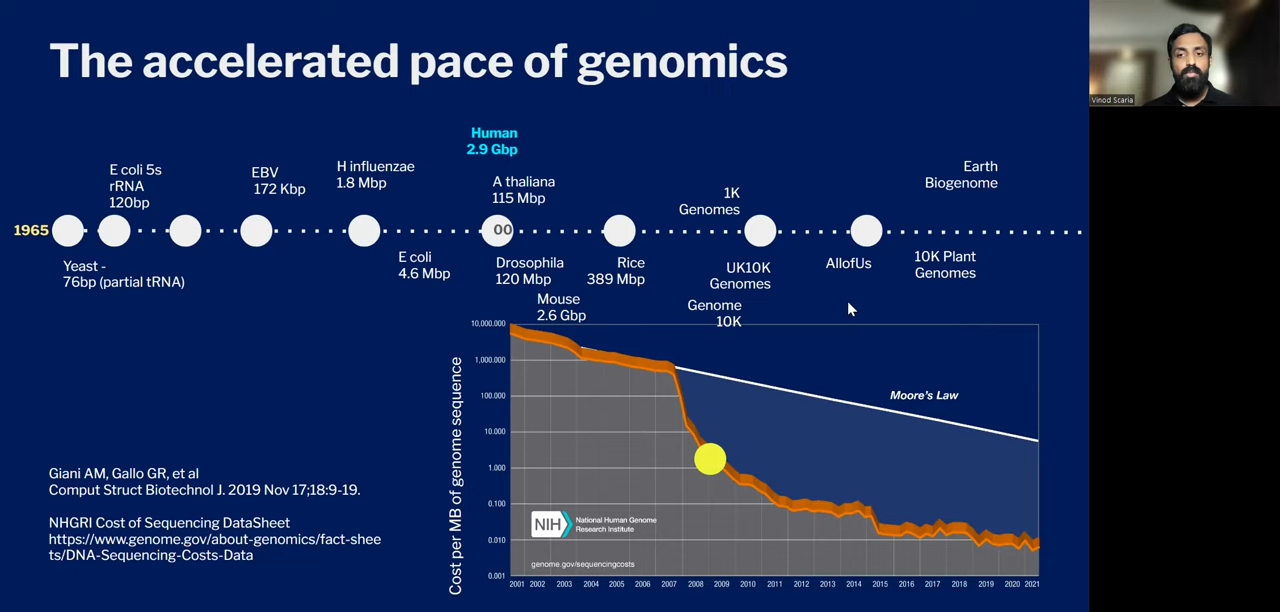 The accelerated pace of genomics
Vinod Scaria
Human
2.9 Gbp
E coli 5s
rRNA
120bp
EBV
172 Kbp
H influenzae
1.8 Mbp
A thaliana
115 Mbp
1K
Genomes
Earth
Biogenome
1965
00
Yeast -
76bp (partial tRNA)
E coli
4.6 Mbp
Drosophila
120 Mbp
Mouse
2.6 Gbp
Rice
389 Mbp
UK10K
Genomes
Genome
10K
AllofUs
10K Plant
Genomes
Cost per MB of genome sequence
10,000.000
1,000.000
100.000
10.000
1.000
0.100
0.010
0.001
Moore's Law
NIH
National Human Genome
Research Institute
genome.gov/sequencingcosts
2001 2002 2003 2004 2005 2006 2007 2008 2009 2010 2011 2012 2013 2014 2015 2016 2017 2018 2019 2020 2021
Giani AM, Gallo GR, et al
Comput Struct Biotechnol J. 2019 Nov 17;18:9-19.
NHGRI Cost of Sequencing DataSheet
https://www.genome.gov/about-genomics/fact-shee
ts/DNA-Sequencing-Costs-Data